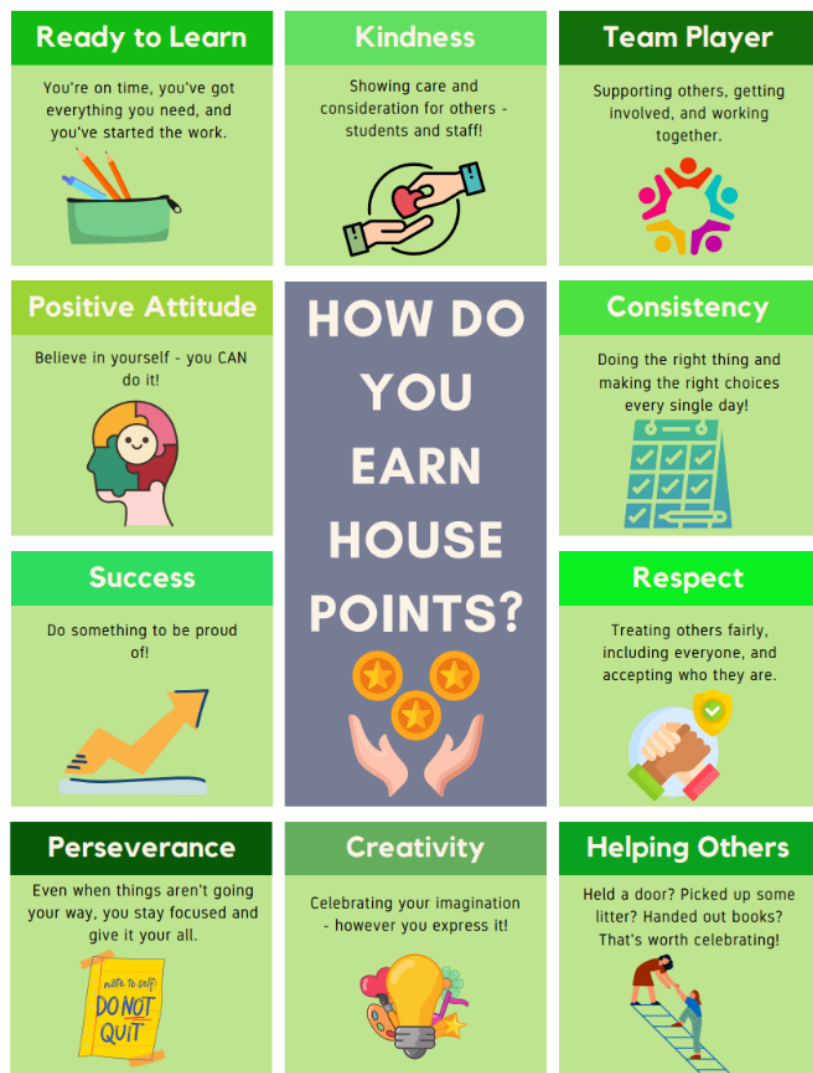 Ready to Learn
You're on time, you've got
everything you need, and
you've started the work.
Kindness
Showing care and
consideration for others -
students and staff!
Team Player
Supporting others, getting
involved, and working
together.
Positive Attitude
Believe in yourself - you CAN
do it!
HOW DO
YOU
EARN
HOUSE
POINTS?
Consistency
Doing the right thing and
making the right choices
every single day!
Success
Do something to be proud
of!
Respect
Treating others fairly,
including everyone, and
accepting who they are.
Perseverance
Even when things aren't going
your way, you stay focused and
give it your all.
note to self:
DO NOT
QUIT
Creativity
Celebrating your imagination
- however you express it!
Helping Others
Held a door? Picked up some
litter? Handed out books?
That's worth celebrating!